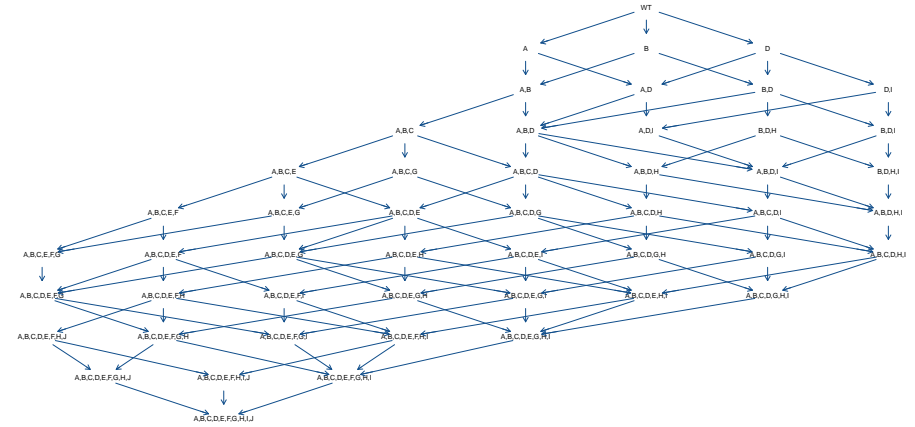 WT
A
B
D
A,B
A,D
B,D
D,I
A,B,C
A,B,D
A,D,I
B,D,H
B,D,I
A,B,C,E
A,B,C,G
A,B,C,D
A,B,D,H
A,B,D,I
B,D,H,I
A,B,C,E,F
A,B,C,E,G
A,B,C,D,E
A,B,C,D,G
A,B,C,D,H
A,B,C,D,I
A,B,D,H,I
A,B,C,E,F,G
A,B,C,D,E,F
A,B,C,D,E,G
A,B,C,D,E,H
A,B,C,D,E,I
A,B,C,D,G,H
A,B,C,D,G,I
A,B,C,D,H,I
A,B,C,D,E,F,G
A,B,C,D,E,F,H
A,B,C,D,E,F,I
A,B,C,D,E,G,H
A,B,C,D,E,G,I
A,B,C,D,E,H,I
A,B,C,D,G,H,I
A,B,C,D,E,F,H,J
A,B,C,D,E,F,G,H
A,B,C,D,E,F,G,I
A,B,C,D,E,F,H,I
A,B,C,D,E,G,H,I
A,B,C,D,E,F,G,H,J
A,B,C,D,E,F,H,I,J
A,B,C,D,E,F,G,H,I
A,B,C,D,E,F,G,H,I,J